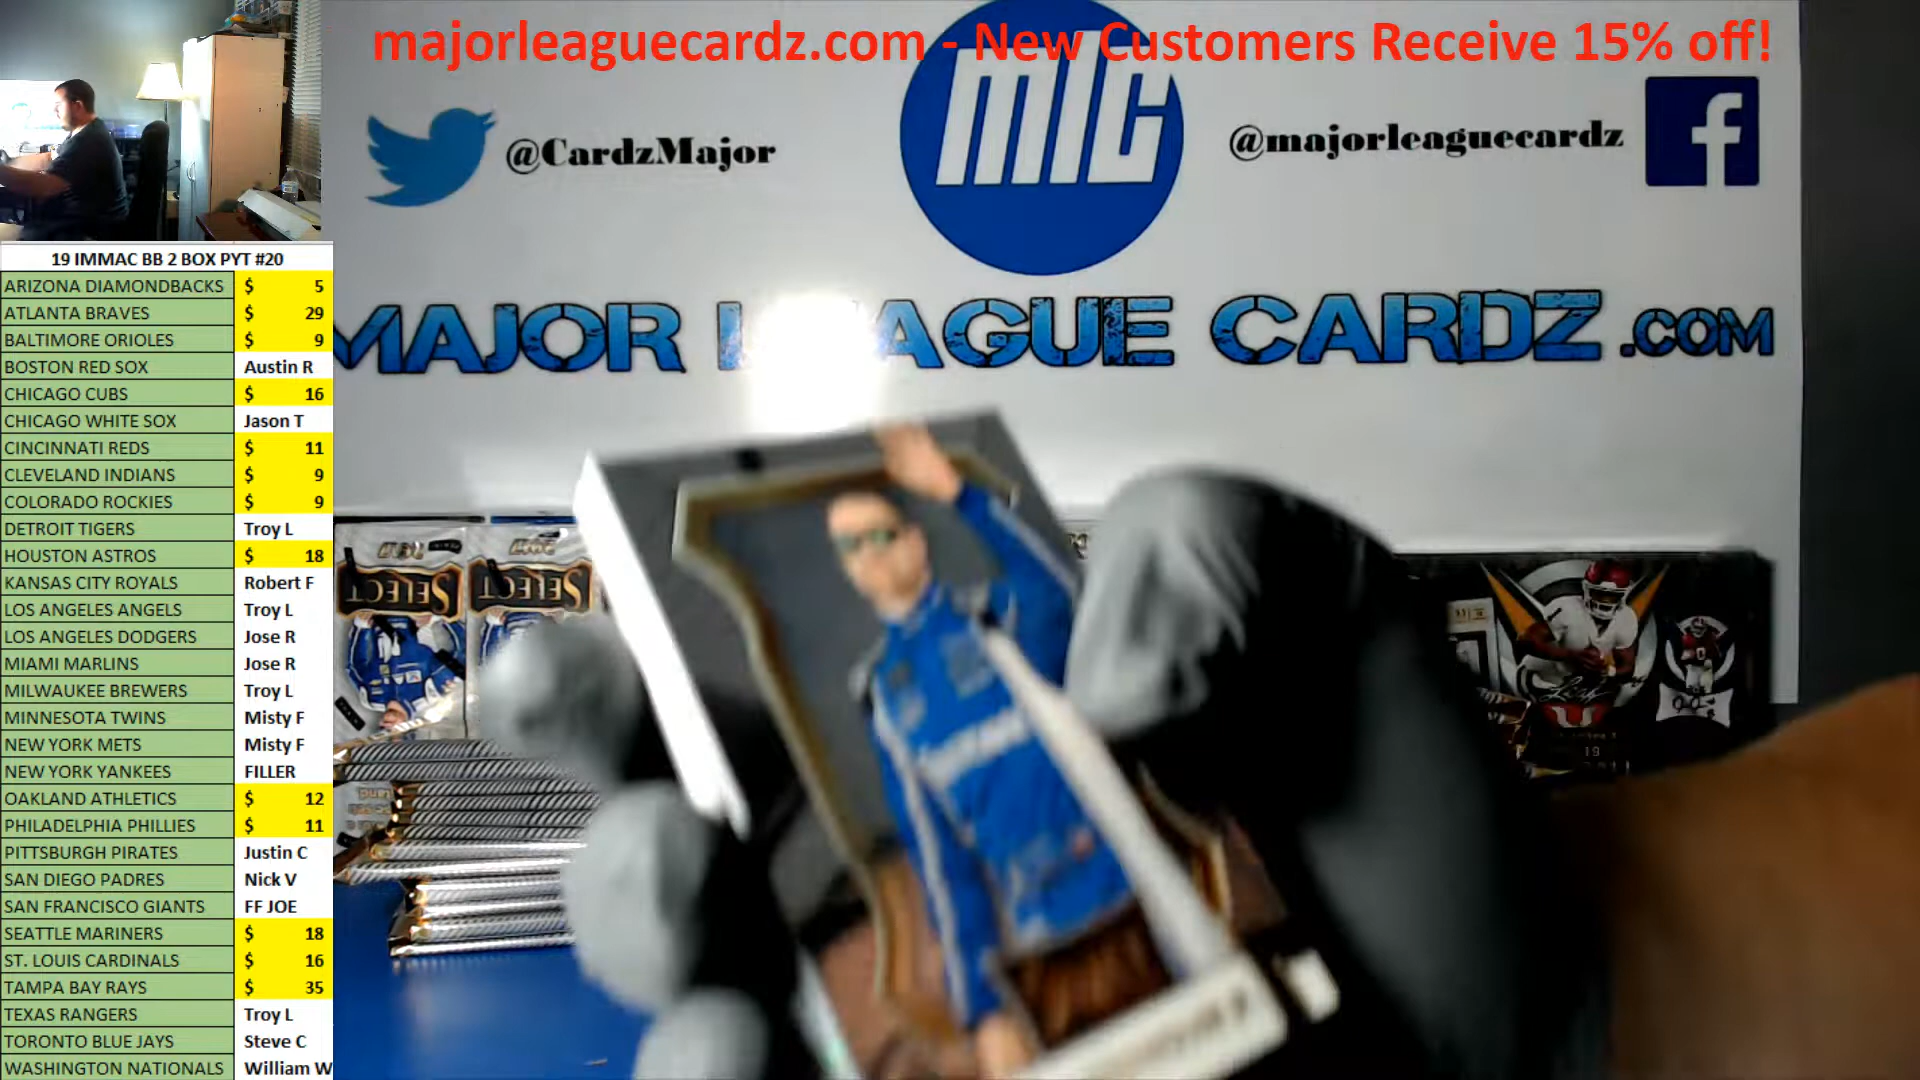 majorleaguecardz.com - New Customers Receive 15% off!
@CardzMajor
MLC
@majorleaguecardz
f
MAJOR LEAGUE CARDZ.COM
19 IMMAC BB 2 BOX PYT #20
ARIZONA DIAMONDBACKS $ 5
ATLANTA BRAVES $ 29
BALTIMORE ORIOLES $ 9
BOSTON RED SOX Austin R
CHICAGO CUBS $ 16
CHICAGO WHITE SOX Jason T
CINCINNATI REDS $ 11
CLEVELAND INDIANS $ 9
COLORADO ROCKIES $ 9
DETROIT TIGERS Troy L
HOUSTON ASTROS $ 18
KANSAS CITY ROYALS Robert F
LOS ANGELES ANGELS Troy L
LOS ANGELES DODGERS Jose R
MIAMI MARLINS Jose R
MILWAUKEE BREWERS Troy L
MINNESOTA TWINS Misty F
NEW YORK METS Misty F
NEW YORK YANKEES FILLER
OAKLAND ATHLETICS $ 12
PHILADELPHIA PHILLIES $ 11
PITTSBURGH PIRATES Justin C
SAN DIEGO PADRES Nick V
SAN FRANCISCO GIANTS FF JOE
SEATTLE MARINERS $ 18
ST. LOUIS CARDINALS $ 16
TAMPA BAY RAYS $ 35
TEXAS RANGERS Troy L
TORONTO BLUE JAYS Steve C
WASHINGTON NATIONALS William W
2017
SELECT
2017
SELECT
Leaf
19